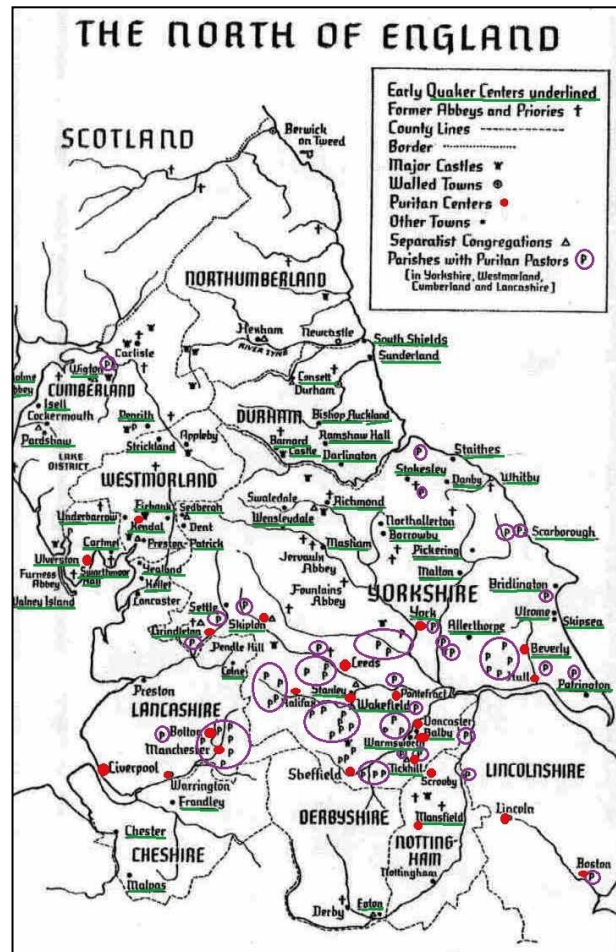 THE NORTH OF ENGLAND
Early Quaker Centers underlined
Former Abbeys and Priories
County Lines
Border
Major Castles
Walled Towns
Puritan Centers
Other Towns
Separatist Congregations
Parishes with Puritan Pastors P
[in Yorkshire, Westmorland,
Cumberland and Lancashire]
SCOTLAND
Berwick
on Tweed
NORTHUMBERLAND
Hexham
Newcastle
RIVER TYNE
South Shields
Sunderland
Carlisle
Wigton
P
Holme
Abbey
CUMBERLAND
Isell
Cockermouth
Pardshaw
LAKE
DISTRICT
Penrith
Strickland
Appleby
Consett
Durham
DURHAM
Bishop Auckland
Barnard
Castle
Ramshaw Hall
Darlington
WESTMORLAND
Underbarrow
Firbank
Kendal
Sedbergh
Dent
Preston Patrick
Cartmel
Ulverston
Swarthmoor
Hall
Furness
Abbey
Walney Island
Yealand
Kellet
Lancaster
Swaledale
Wensleydale
Richmond
Masham
Jervaulx
Abbey
Fountains
Abbey
Staithes
Stokesley
Danby
Whitby
Northallerton
Borrowby
Pickering
Malton
Scarborough
YORKSHIRE
Bridlington
Ulrome
Skipsea
York
Allerthorpe
Beverly
Hull
Patrington
Settle
Skipton
Grindleton
Pendle Hill
Colne
Preston
LANCASHIRE
Bolton
Manchester
Liverpool
Warrington
Frandley
Leeds
Halifax
Stanley
Wakefield
Pontefract
Doncaster
Balby
Warmsworth
Tickhill
Sheffield
Scrooby
LINCOLNSHIRE
Lincoln
Boston
DERBYSHIRE
Mansfield
NOTTING-
HAM
Nottingham
Chester
CHESHIRE
Malpas
Derby
Eaton